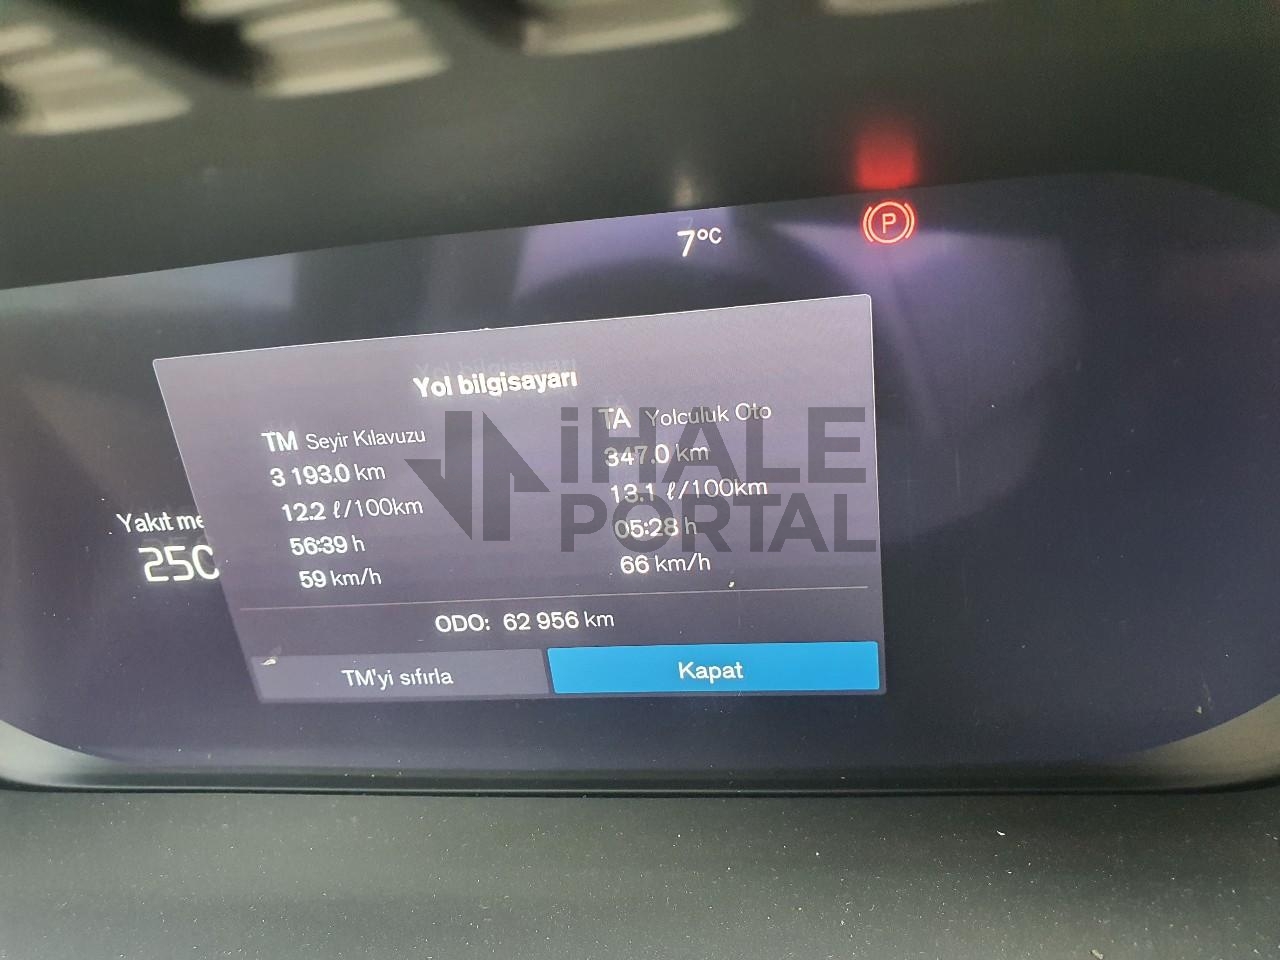 7°C
P
Yol bilgisayarı
TM Seyir Kılavuzu
3 193.0 km
12.2 ℓ/100km
56:39 h
59 km/h
TA Yolculuk Oto
347.0 km
13.1 ℓ/100km
05:28 h
66 km/h
Yakıt me
250
ODO: 62 956 km
TM'yi sıfırla
Kapat
iHALE
PORTAL